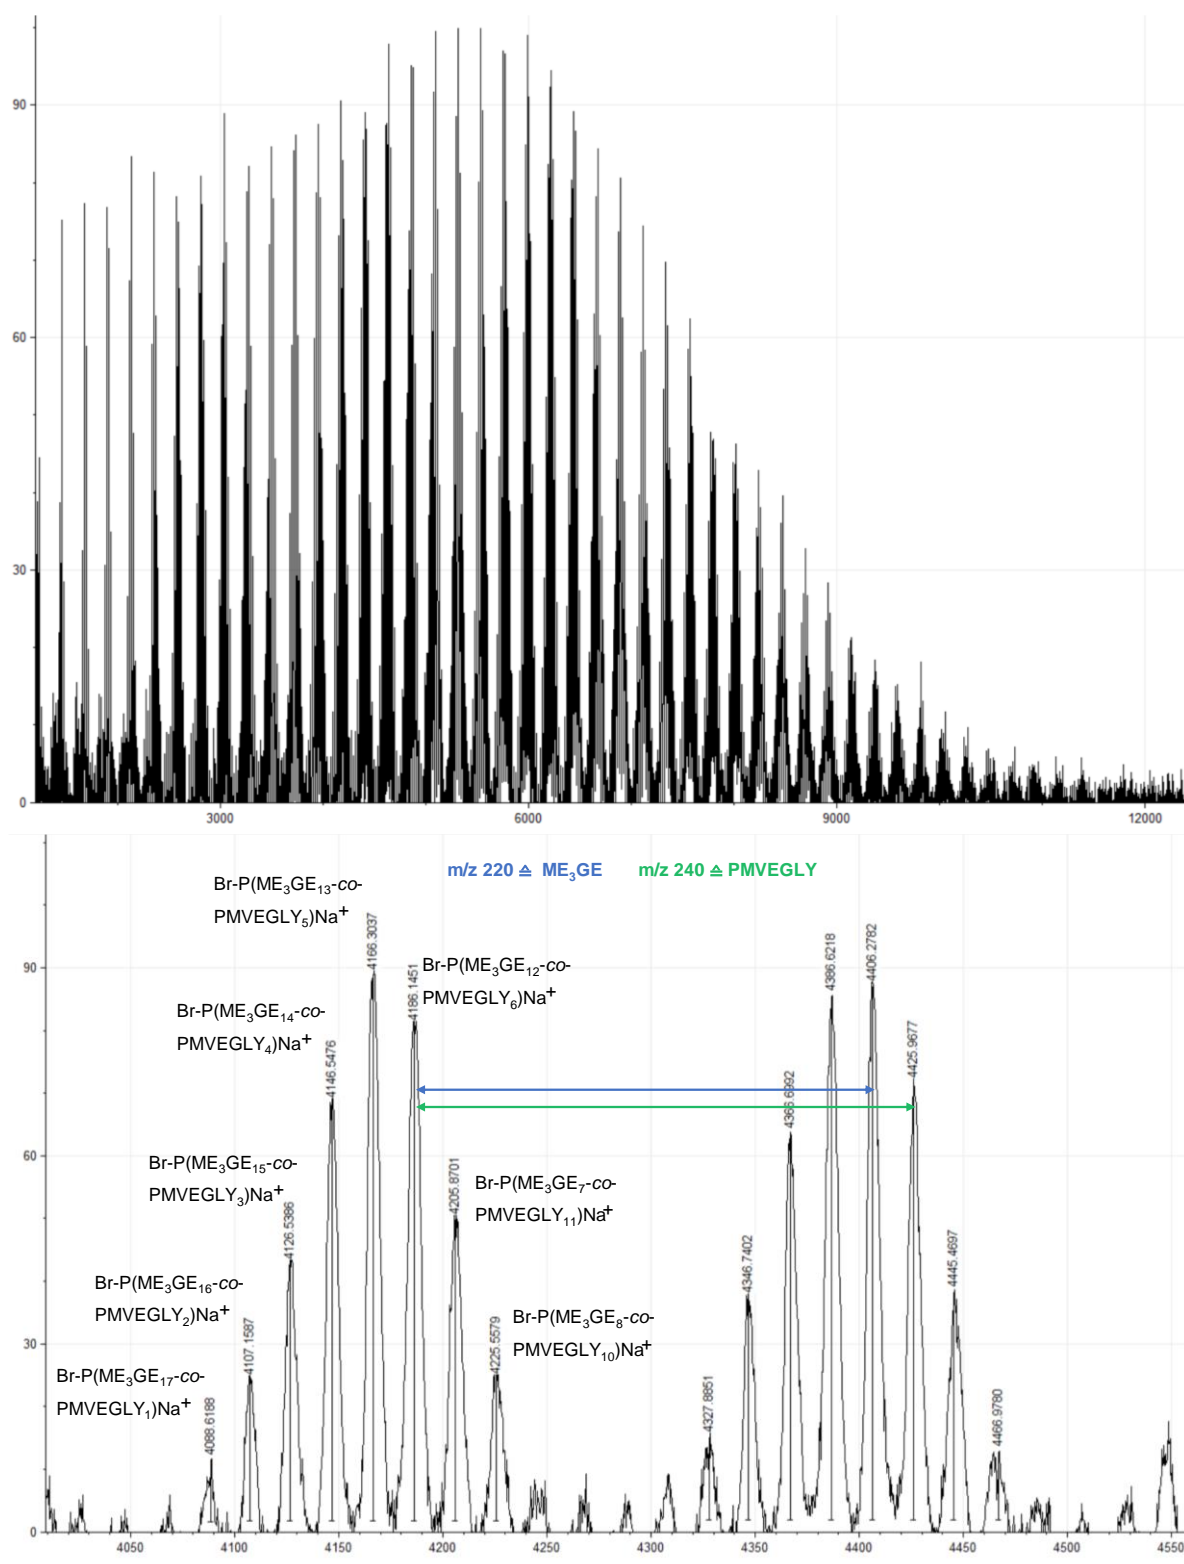 90
60
30
0
3000 6000 9000 12000
m/z 220 ≙ ME₃GE m/z 240 ≙ PMVEGLY
Br-P(ME₃GE₁₃-co-
PMVEGLY₅)Na⁺
4166.3037
Br-P(ME₃GE₁₂-co-
PMVEGLY₆)Na⁺
4186.1451
Br-P(ME₃GE₁₄-co-
PMVEGLY₄)Na⁺
4146.5476
Br-P(ME₃GE₁₅-co-
PMVEGLY₃)Na⁺
4126.5386
Br-P(ME₃GE₇-co-
PMVEGLY₁₁)Na⁺
4205.8701
Br-P(ME₃GE₁₆-co-
PMVEGLY₂)Na⁺
4107.1587
Br-P(ME₃GE₈-co-
PMVEGLY₁₀)Na⁺
4225.5579
Br-P(ME₃GE₁₇-co-
PMVEGLY₁)Na⁺
4088.6188
4327.8851
4346.7402
4366.6992
4386.6218
4406.2782
4425.9677
4445.4697
4466.9780
90
60
30
0
4050 4100 4150 4200 4250 4300 4350 4400 4450 4500 4550